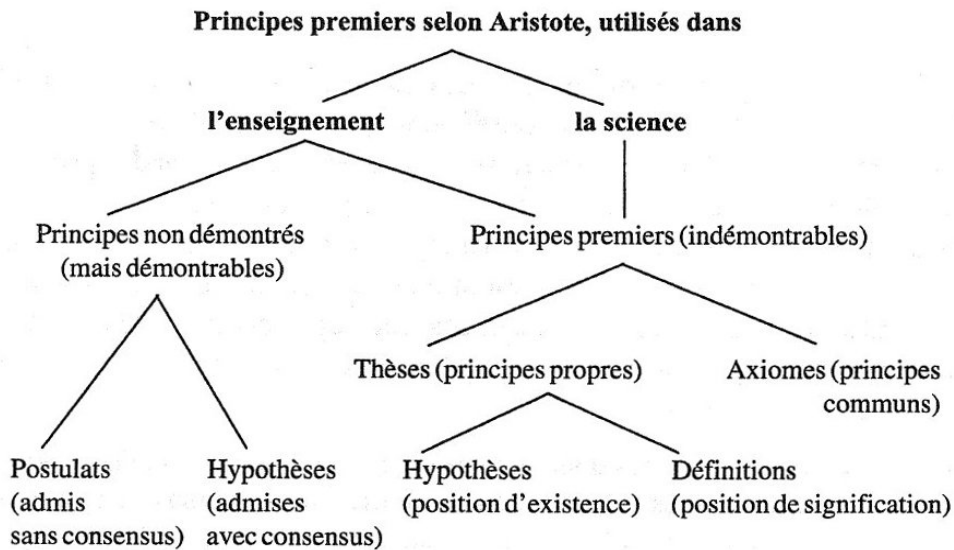 Principes premiers selon Aristote, utilisés dans
l'enseignement
la science
Principes non démontrés
(mais démontrables)
Principes premiers (indémontrables)
Thèses (principes propres)
Axiomes (principes
communs)
Postulats
(admis
sans consensus)
Hypothèses
(admises
avec consensus)
Hypothèses
(position d'existence)
Définitions
(position de signification)